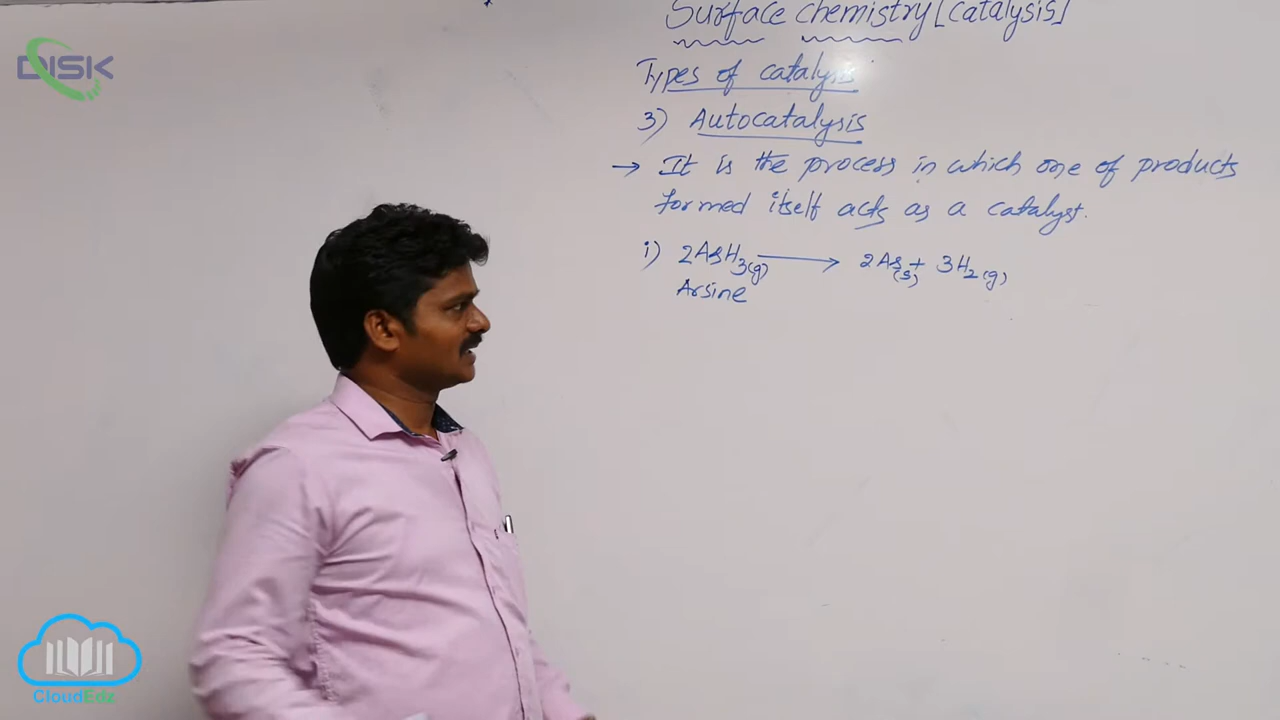 Surface chemistry [catalysis]
DISK
Types of catalysis
3) Autocatalysis
→ It is the process in which one of products
formed itself acts as a catalyst.
i) 2AsH3(g) → 2As(s) + 3H2(g)
Arsine
CloudEdz